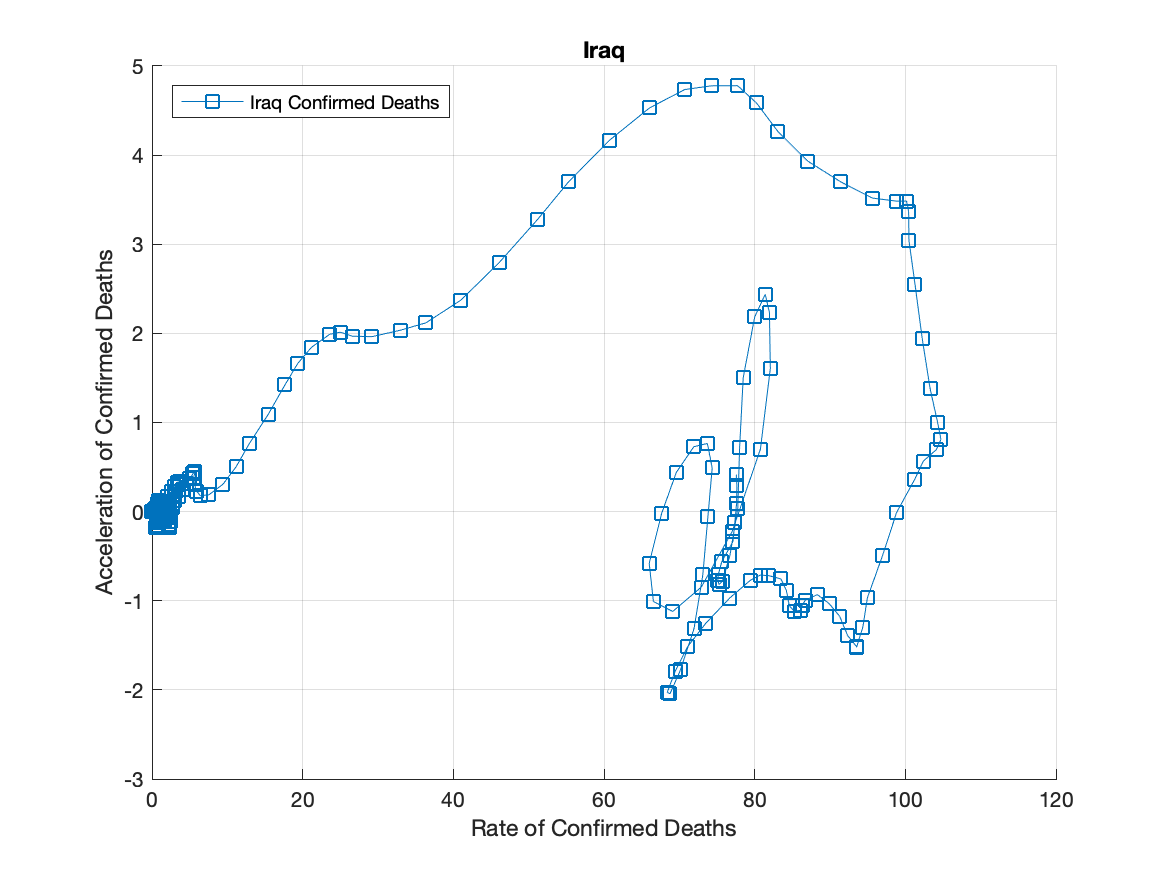 Iraq
Iraq Confirmed Deaths
5
4
3
2
1
0
-1
-2
-3
Acceleration of Confirmed Deaths
0 20 40 60 80 100 120
Rate of Confirmed Deaths